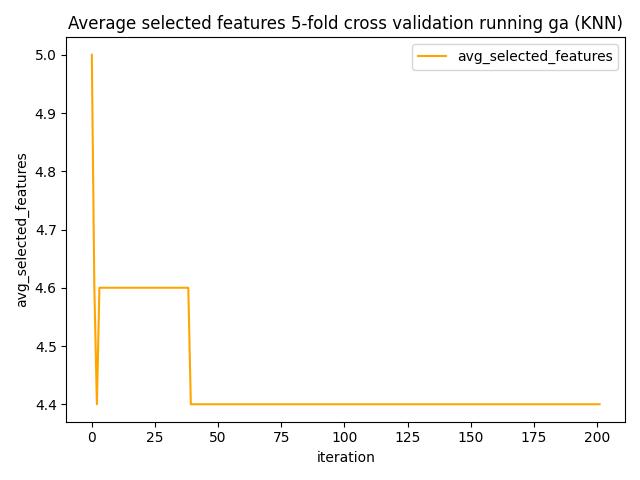 Average selected features 5-fold cross validation running ga (KNN)
avg_selected_features
5.0
4.9
4.8
4.7
4.6
4.5
4.4
avg_selected_features
0 25 50 75 100 125 150 175 200
iteration